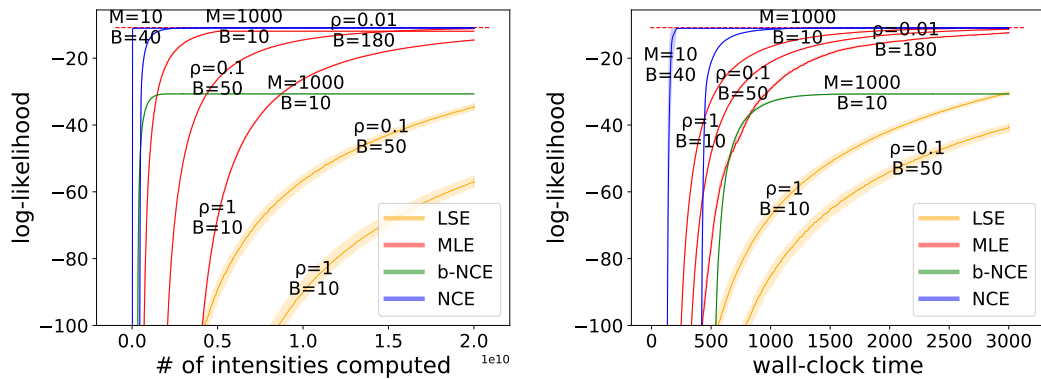 M=10
B=40
M=1000
B=10
ρ=0.01
B=180
ρ=0.1
B=50
M=1000
B=10
ρ=0.1
B=50
ρ=1
B=10
ρ=1
B=10
−20
−40
−60
−80
−100
log-likelihood
0.0 0.5 1.0 1.5 2.0
1e10
# of intensities computed
LSE
MLE
b-NCE
NCE
M=1000
B=10
ρ=0.01
B=180
M=10
B=40
ρ=0.1
B=50
M=1000
B=10
ρ=1
B=10
ρ=0.1
B=50
ρ=1
B=10
−20
−40
−60
−80
−100
log-likelihood
0 500 1000 1500 2000 2500 3000
wall-clock time
LSE
MLE
b-NCE
NCE